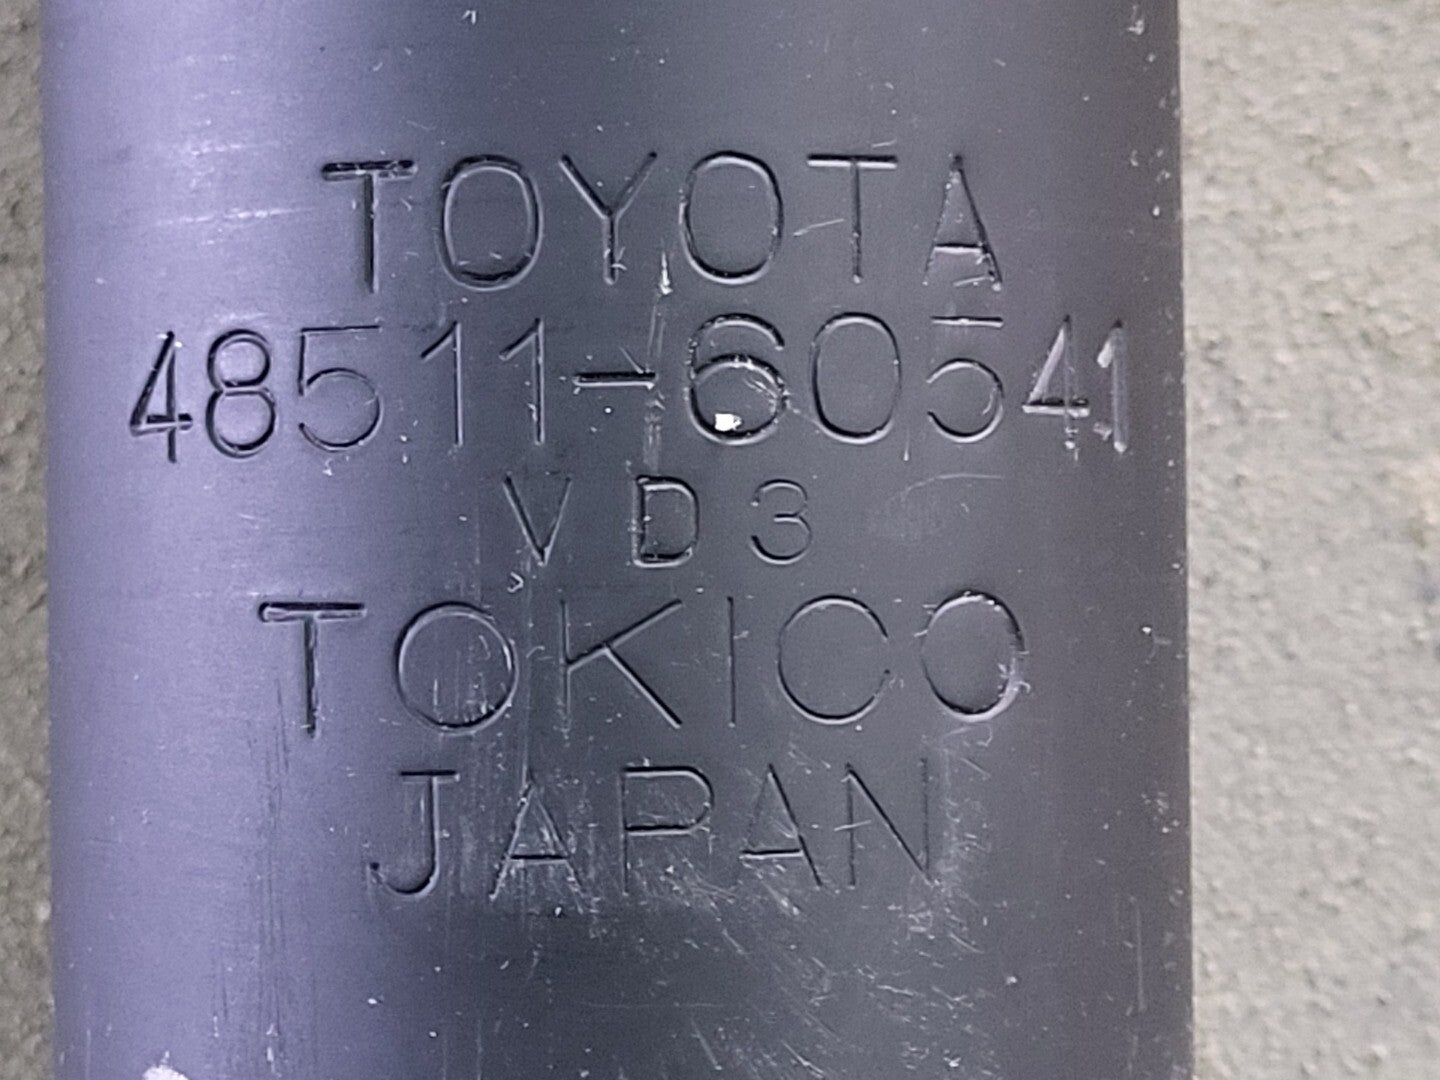 TOYOTA
48511-60541
VD3
TOKICO
JAPAN